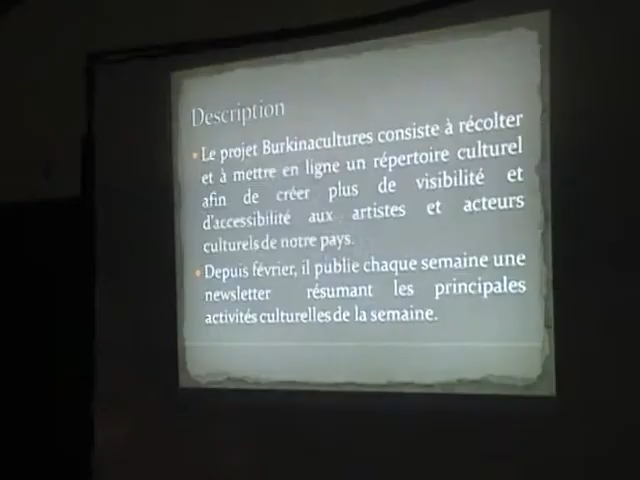 Description
• Le projet Burkinacultures consiste à récolter
et à mettre en ligne un répertoire culturel
afin de créer plus de visibilité et
d'accessibilité aux artistes et acteurs
culturels de notre pays.
• Depuis février, il publie chaque semaine une
newsletter résumant les principales
activités culturelles de la semaine.